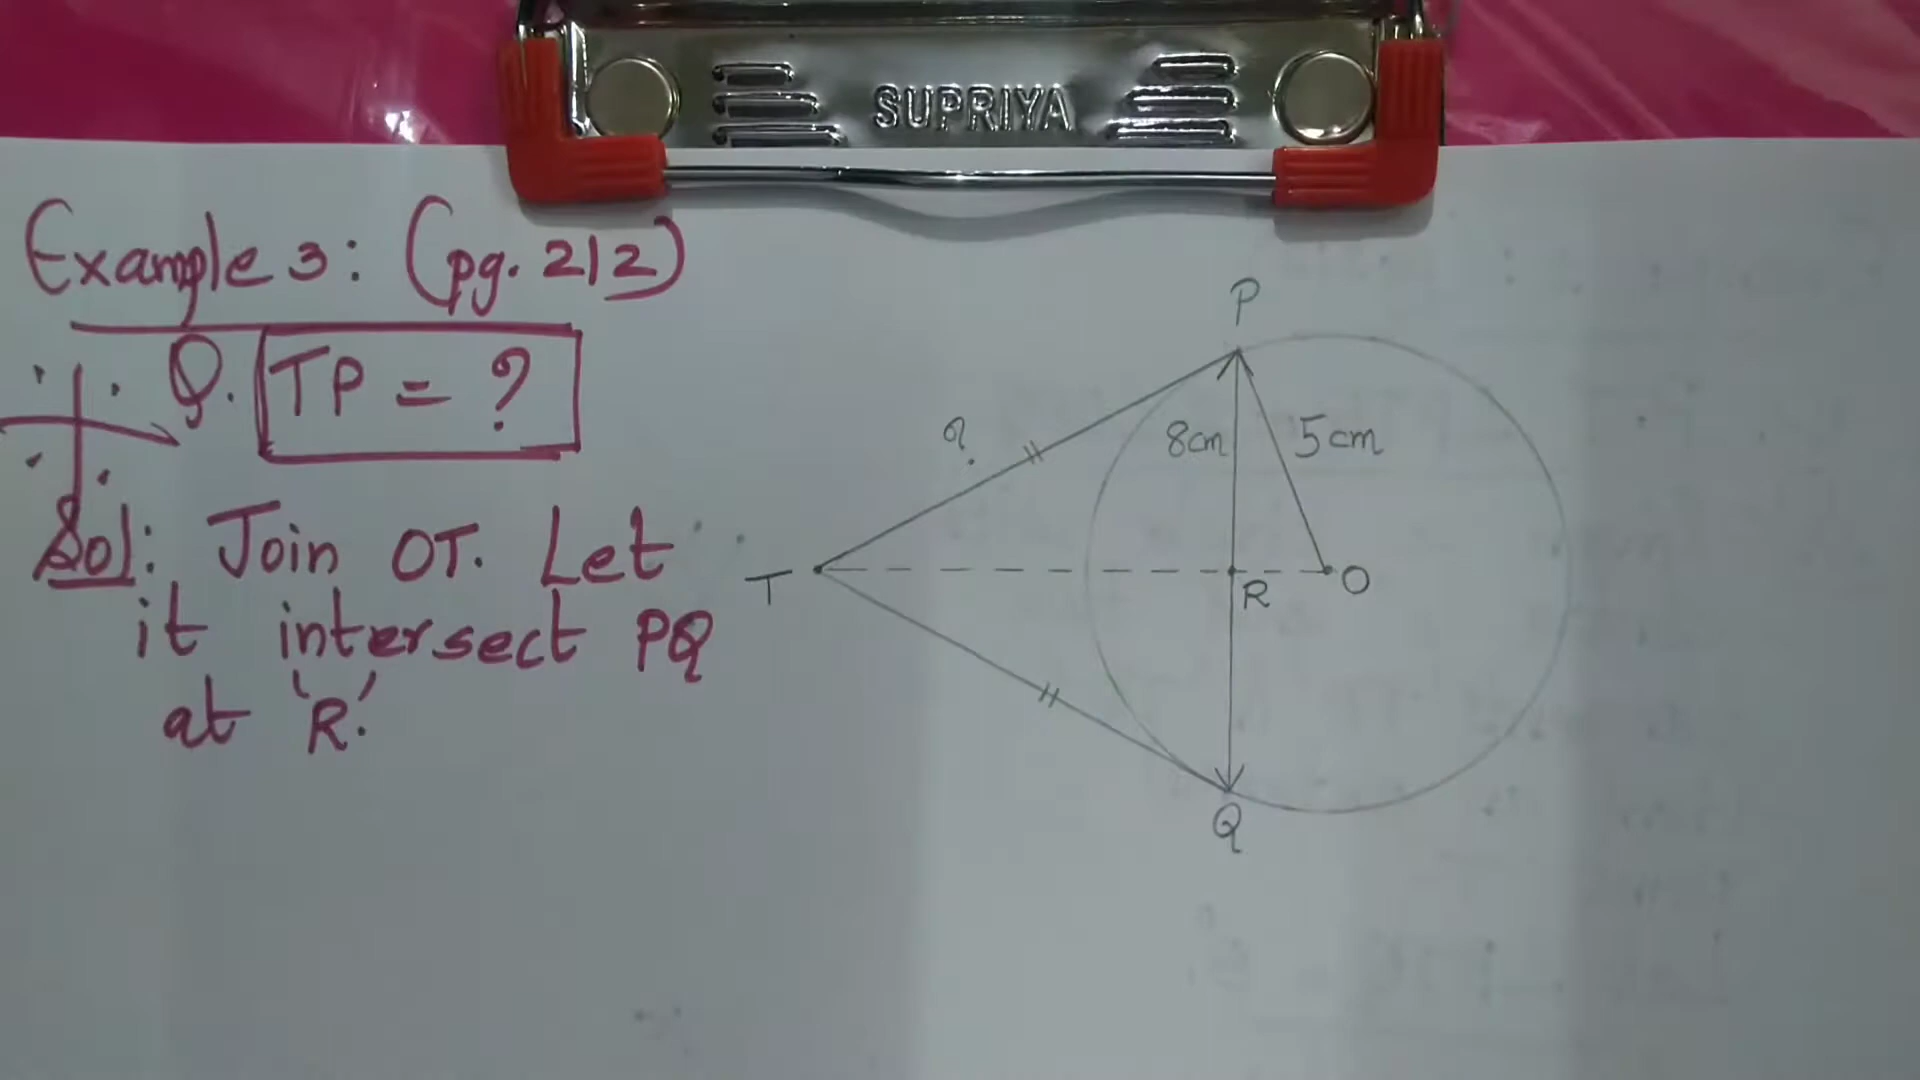 SUPRIYA
Example 3: (pg. 212)
Q. TP = ?
Sol: Join OT. Let
it intersect PQ
at 'R'.
P
?
8cm
5cm
T
R
O
Q